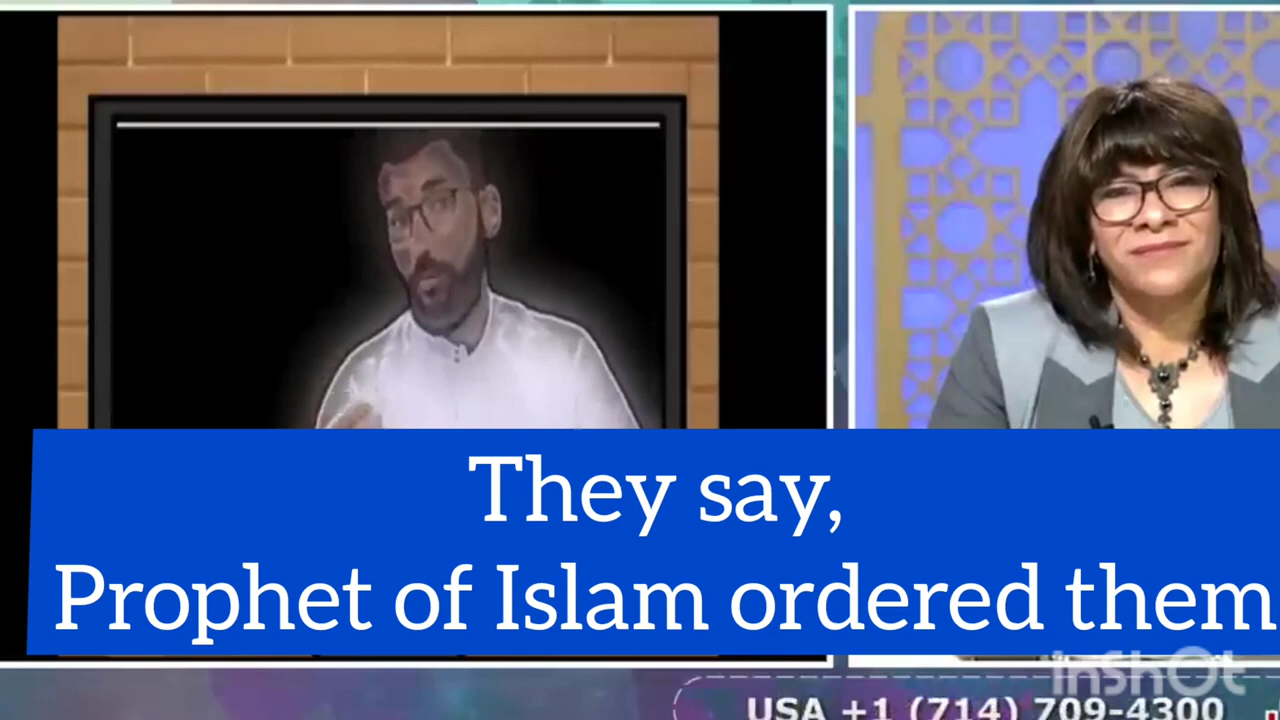 They say,
Prophet of Islam ordered them
InShOt
USA +1 (714) 709-4300